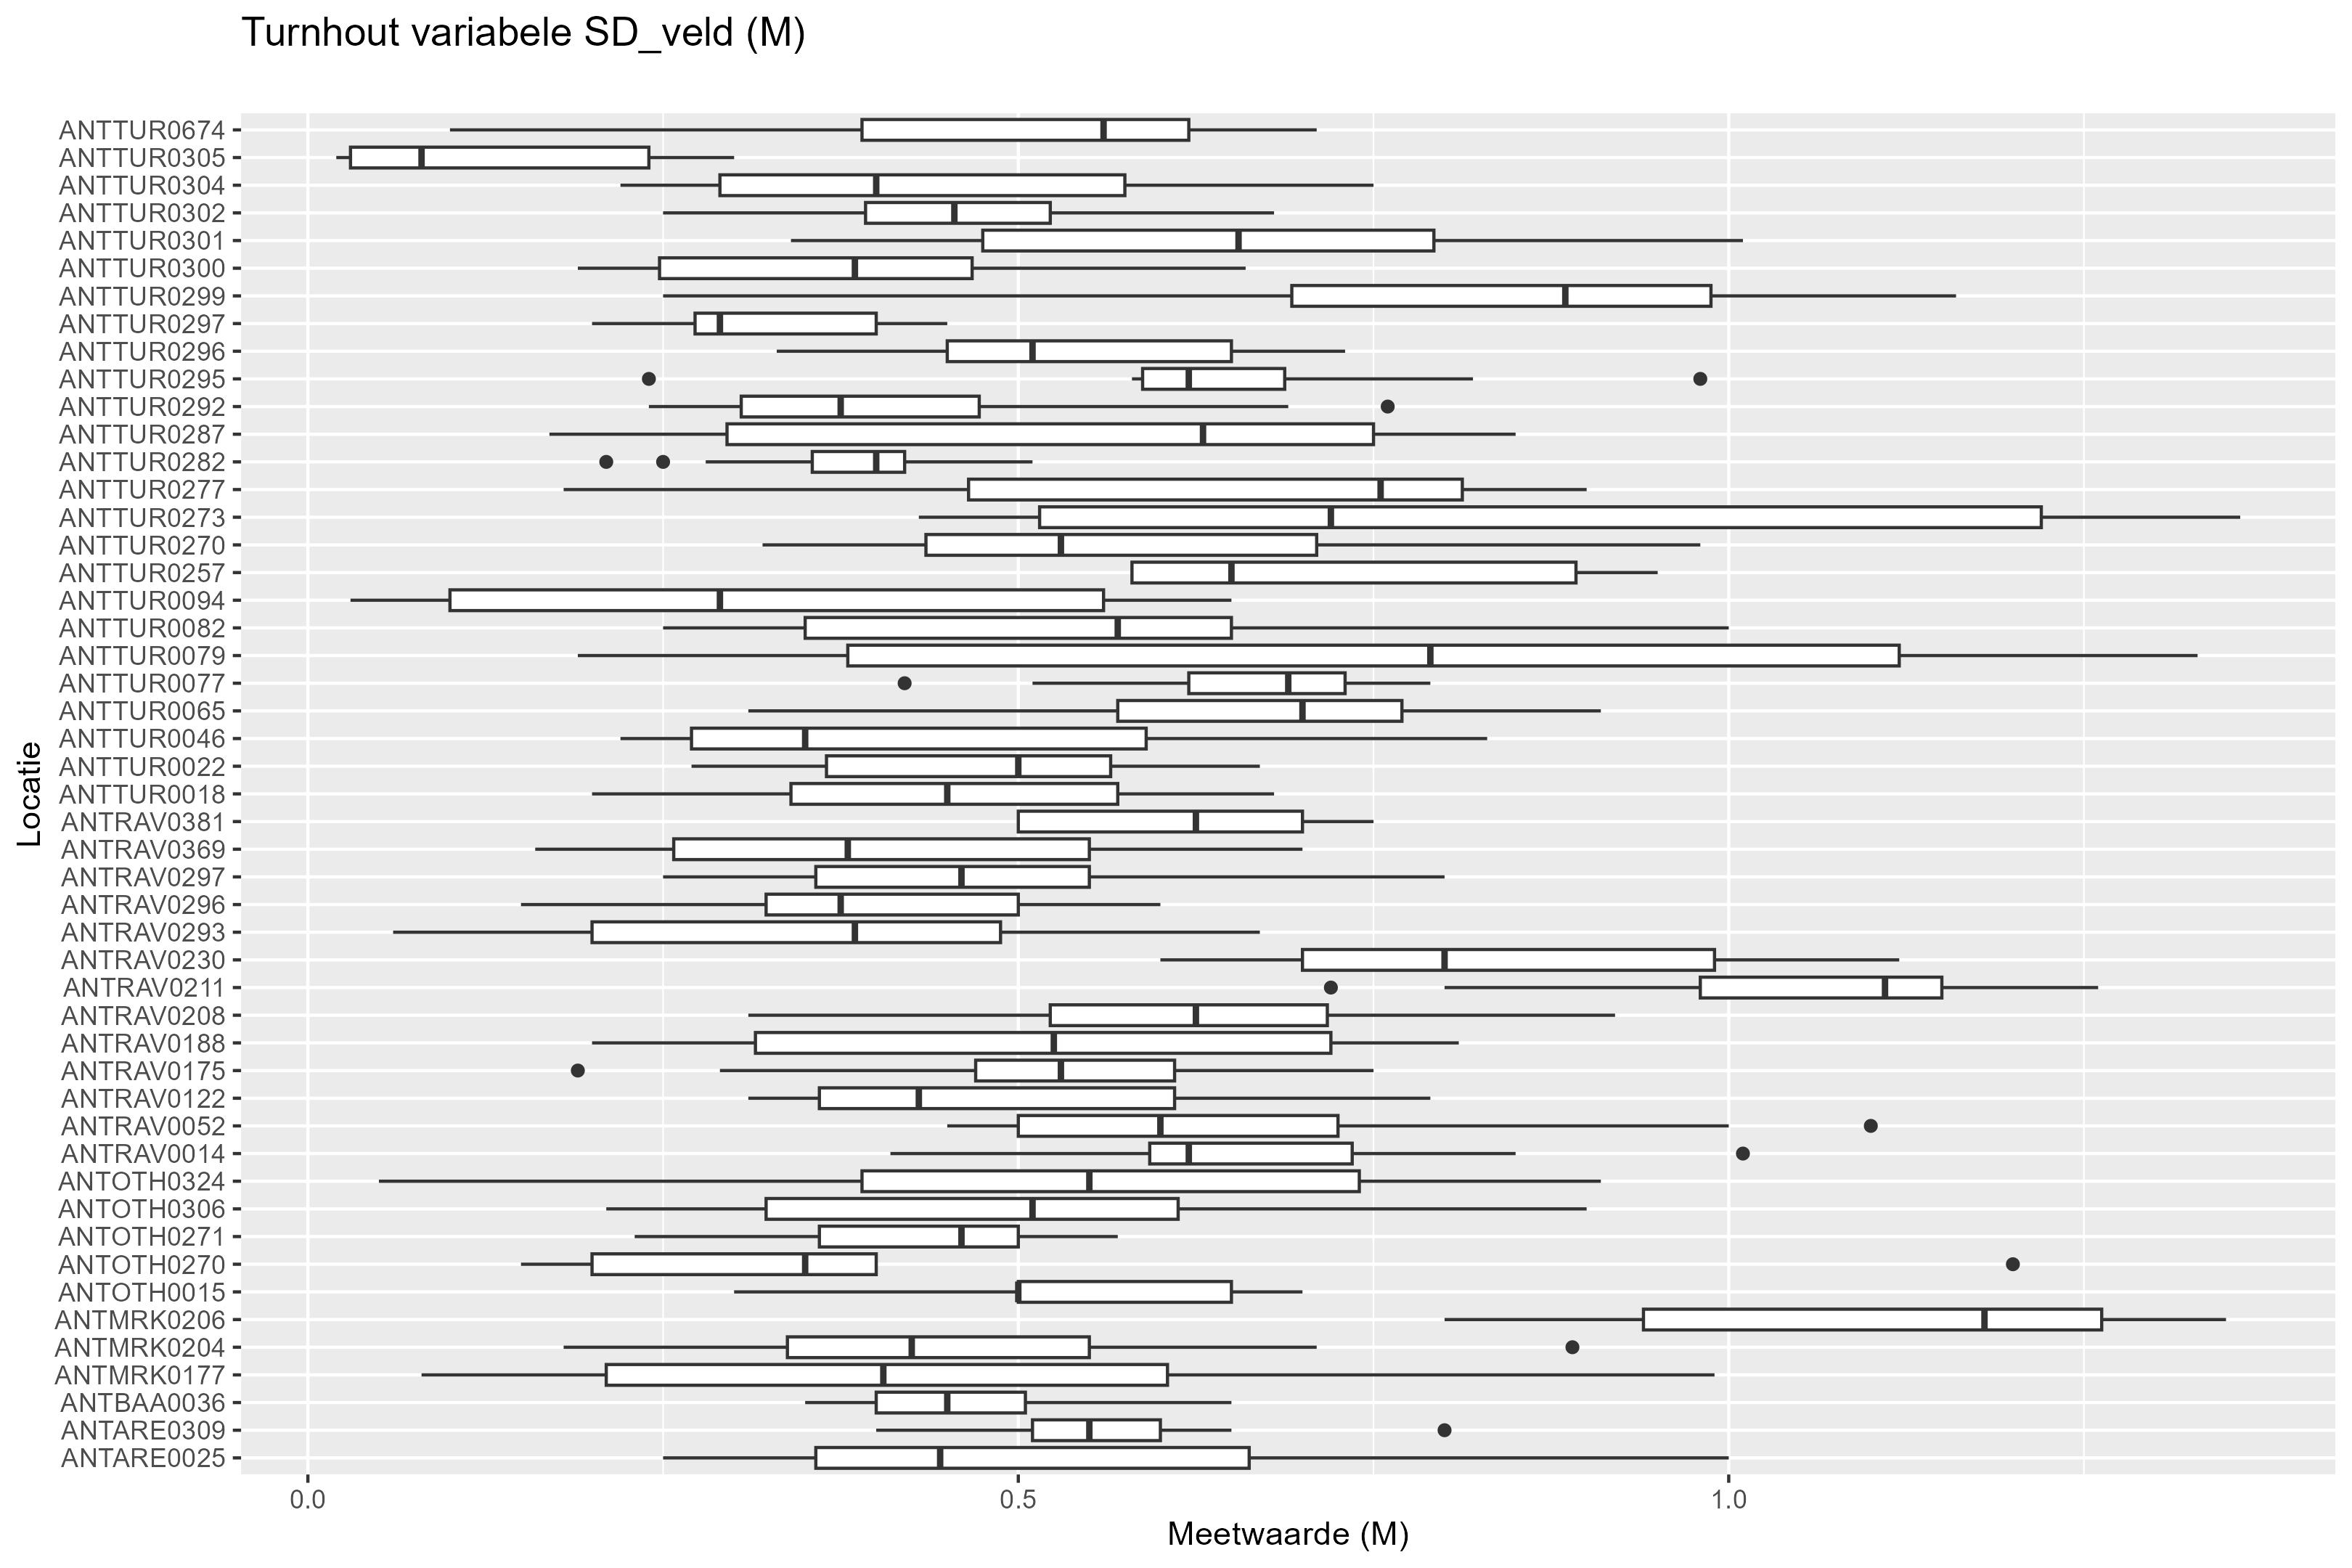 Turnhout variabele SD_veld (M)
ANTTUR0674
ANTTUR0305
ANTTUR0304
ANTTUR0302
ANTTUR0301
ANTTUR0300
ANTTUR0299
ANTTUR0297
ANTTUR0296
ANTTUR0295
ANTTUR0292
ANTTUR0287
ANTTUR0282
ANTTUR0277
ANTTUR0273
ANTTUR0270
ANTTUR0257
ANTTUR0094
ANTTUR0082
ANTTUR0079
ANTTUR0077
ANTTUR0065
ANTTUR0046
ANTTUR0022
ANTTUR0018
ANTRAV0381
ANTRAV0369
ANTRAV0297
ANTRAV0296
ANTRAV0293
ANTRAV0230
ANTRAV0211
ANTRAV0208
ANTRAV0188
ANTRAV0175
ANTRAV0122
ANTRAV0052
ANTRAV0014
ANTOTH0324
ANTOTH0306
ANTOTH0271
ANTOTH0270
ANTOTH0015
ANTMRK0206
ANTMRK0204
ANTMRK0177
ANTBAA0036
ANTARE0309
ANTARE0025
Locatie
0.0 0.5 1.0
Meetwaarde (M)